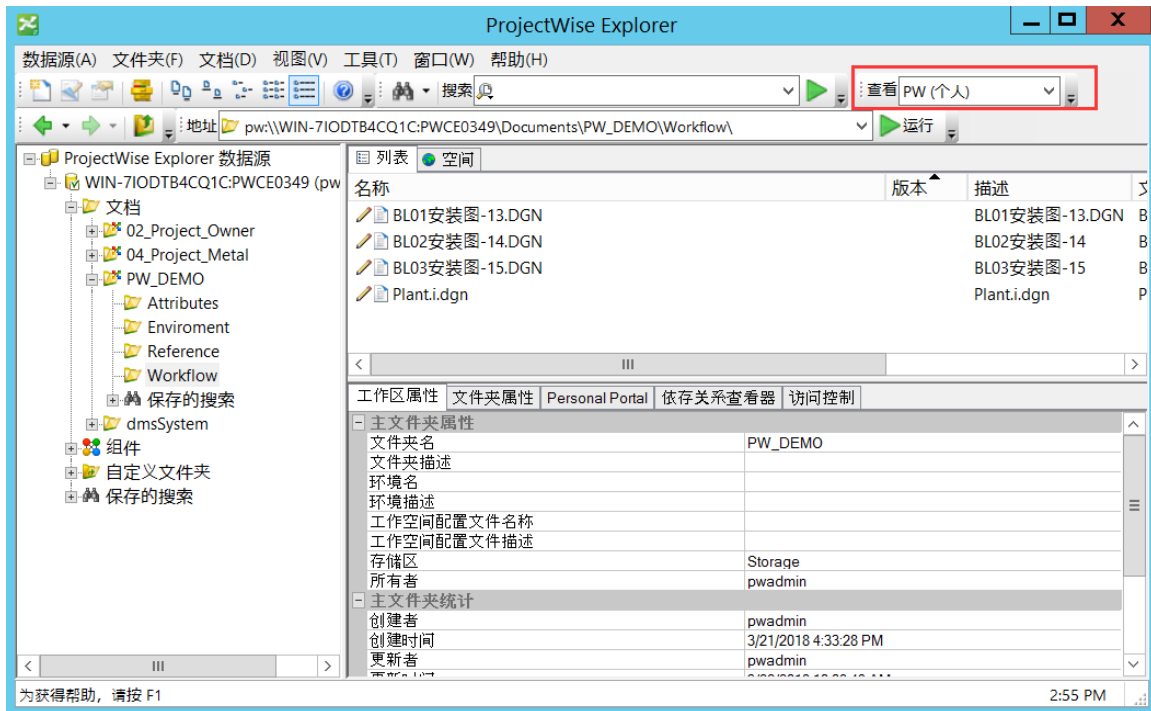 ProjectWise Explorer
数据源(A) 文件夹(F) 文档(D) 视图(V) 工具(T) 窗口(W) 帮助(H)
搜索 查看 PW (个人)
地址 pw:\\WIN-7IODTB4CQ1C:PWCE0349\Documents\PW_DEMO\Workflow\ 运行
ProjectWise Explorer 数据源
WIN-7IODTB4CQ1C:PWCE0349 (pw
文档
02_Project_Owner
04_Project_Metal
PW_DEMO
Attributes
Enviroment
Reference
Workflow
保存的搜索
dmsSystem
组件
自定义文件夹
保存的搜索
列表 空间
名称 版本 描述
BL01安装图-13.DGN BL01安装图-13.DGN B
BL02安装图-14.DGN BL02安装图-14 B
BL03安装图-15.DGN BL03安装图-15 B
Plant.i.dgn Plant.i.dgn P
工作区属性 文件夹属性 Personal Portal 依存关系查看器 访问控制
主文件夹属性
文件夹名 PW_DEMO
文件夹描述
环境名
环境描述
工作空间配置文件名称
工作空间配置文件描述
存储区 Storage
所有者 pwadmin
主文件夹统计
创建者 pwadmin
创建时间 3/21/2018 4:33:28 PM
更新者 pwadmin
为获得帮助，请按 F1 2:55 PM